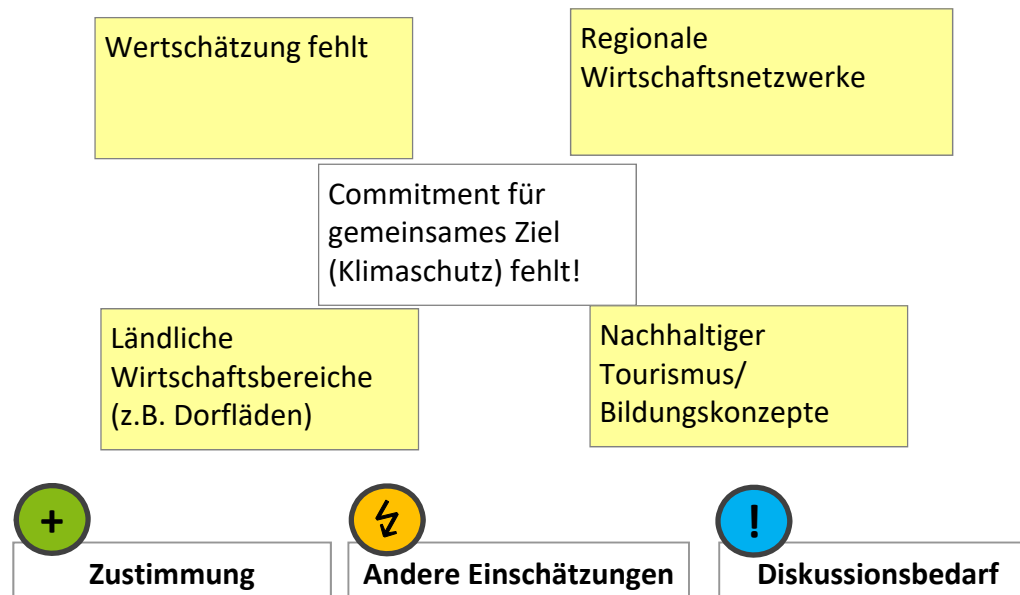 Wertschätzung fehlt
Regionale
Wirtschaftsnetzwerke
Commitment für
gemeinsames Ziel
(Klimaschutz) fehlt!
Ländliche
Wirtschaftsbereiche
(z.B. Dorfläden)
Nachhaltiger
Tourismus/
Bildungskonzepte
+
!
Zustimmung
Andere Einschätzungen
Diskussionsbedarf